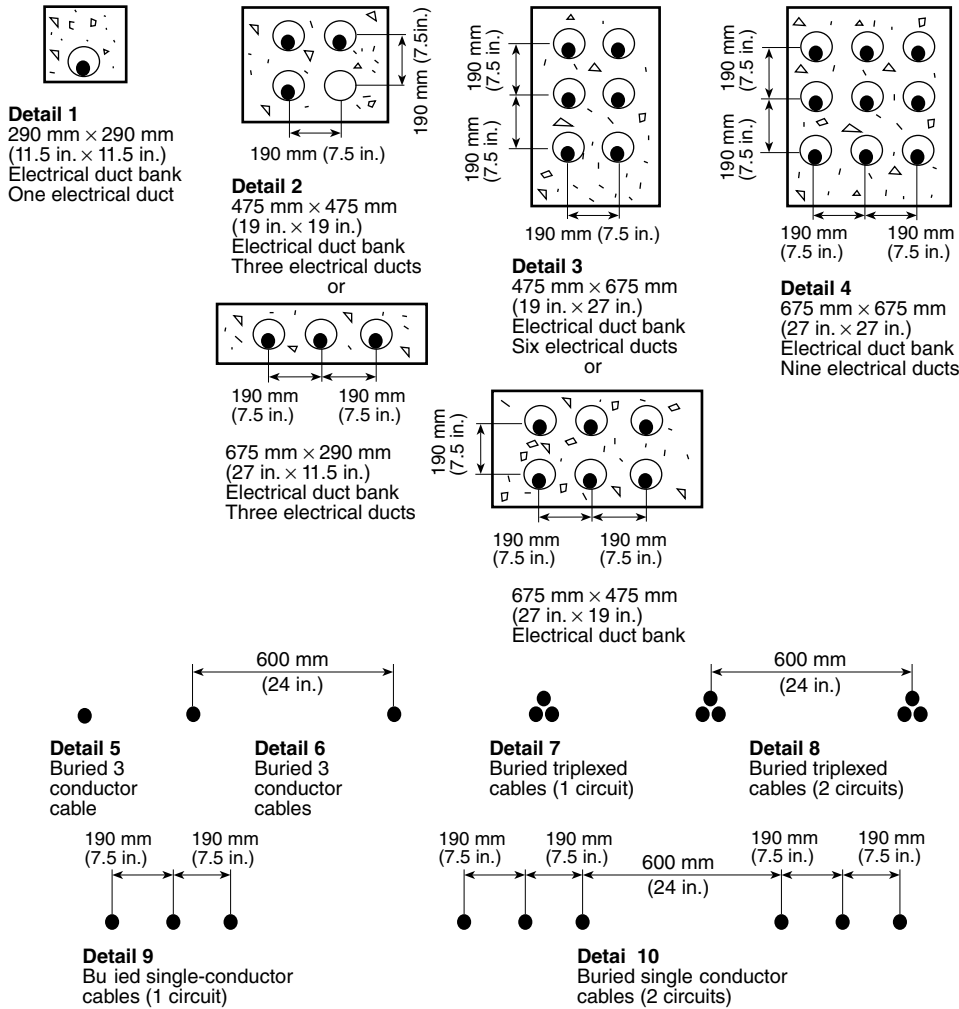 Detail 1
290 mm × 290 mm
(11.5 in. × 11.5 in.)
Electrical duct bank
One electrical duct
190 mm (7.5in.)
190 mm (7.5 in.)
Detail 2
475 mm × 475 mm
(19 in. × 19 in.)
Electrical duct bank
Three electrical ducts
or
190 mm
(7.5 in.)
190 mm
(7.5 in.)
675 mm × 290 mm
(27 in. × 11.5 in.)
Electrical duct bank
Three electrical ducts
190 mm
(7.5 in.)
190 mm
(7.5 in.)
190 mm (7.5 in.)
Detail 3
475 mm × 675 mm
(19 in. × 27 in.)
Electrical duct bank
Six electrical ducts
or
190 mm
(7.5 in.)
190 mm
(7.5 in.)
190 mm
(7.5 in.)
675 mm × 475 mm
(27 in. × 19 in.)
Electrical duct bank
190 mm
(7.5 in.)
190 mm
(7.5 in.)
190 mm
(7.5 in.)
190 mm
(7.5 in.)
Detail 4
675 mm × 675 mm
(27 in. × 27 in.)
Electrical duct bank
Nine electrical ducts
600 mm
(24 in.)
600 mm
(24 in.)
Detail 5
Buried 3
conductor
cable
Detail 6
Buried 3
conductor
cables
Detail 7
Buried triplexed
cables (1 circuit)
Detail 8
Buried triplexed
cables (2 circuits)
190 mm
(7.5 in.)
190 mm
(7.5 in.)
Detail 9
Bu ied single-conductor
cables (1 circuit)
190 mm
(7.5 in.)
190 mm
(7.5 in.)
600 mm
(24 in.)
190 mm
(7.5 in.)
190 mm
(7.5 in.)
Detai 10
Buried single conductor
cables (2 circuits)